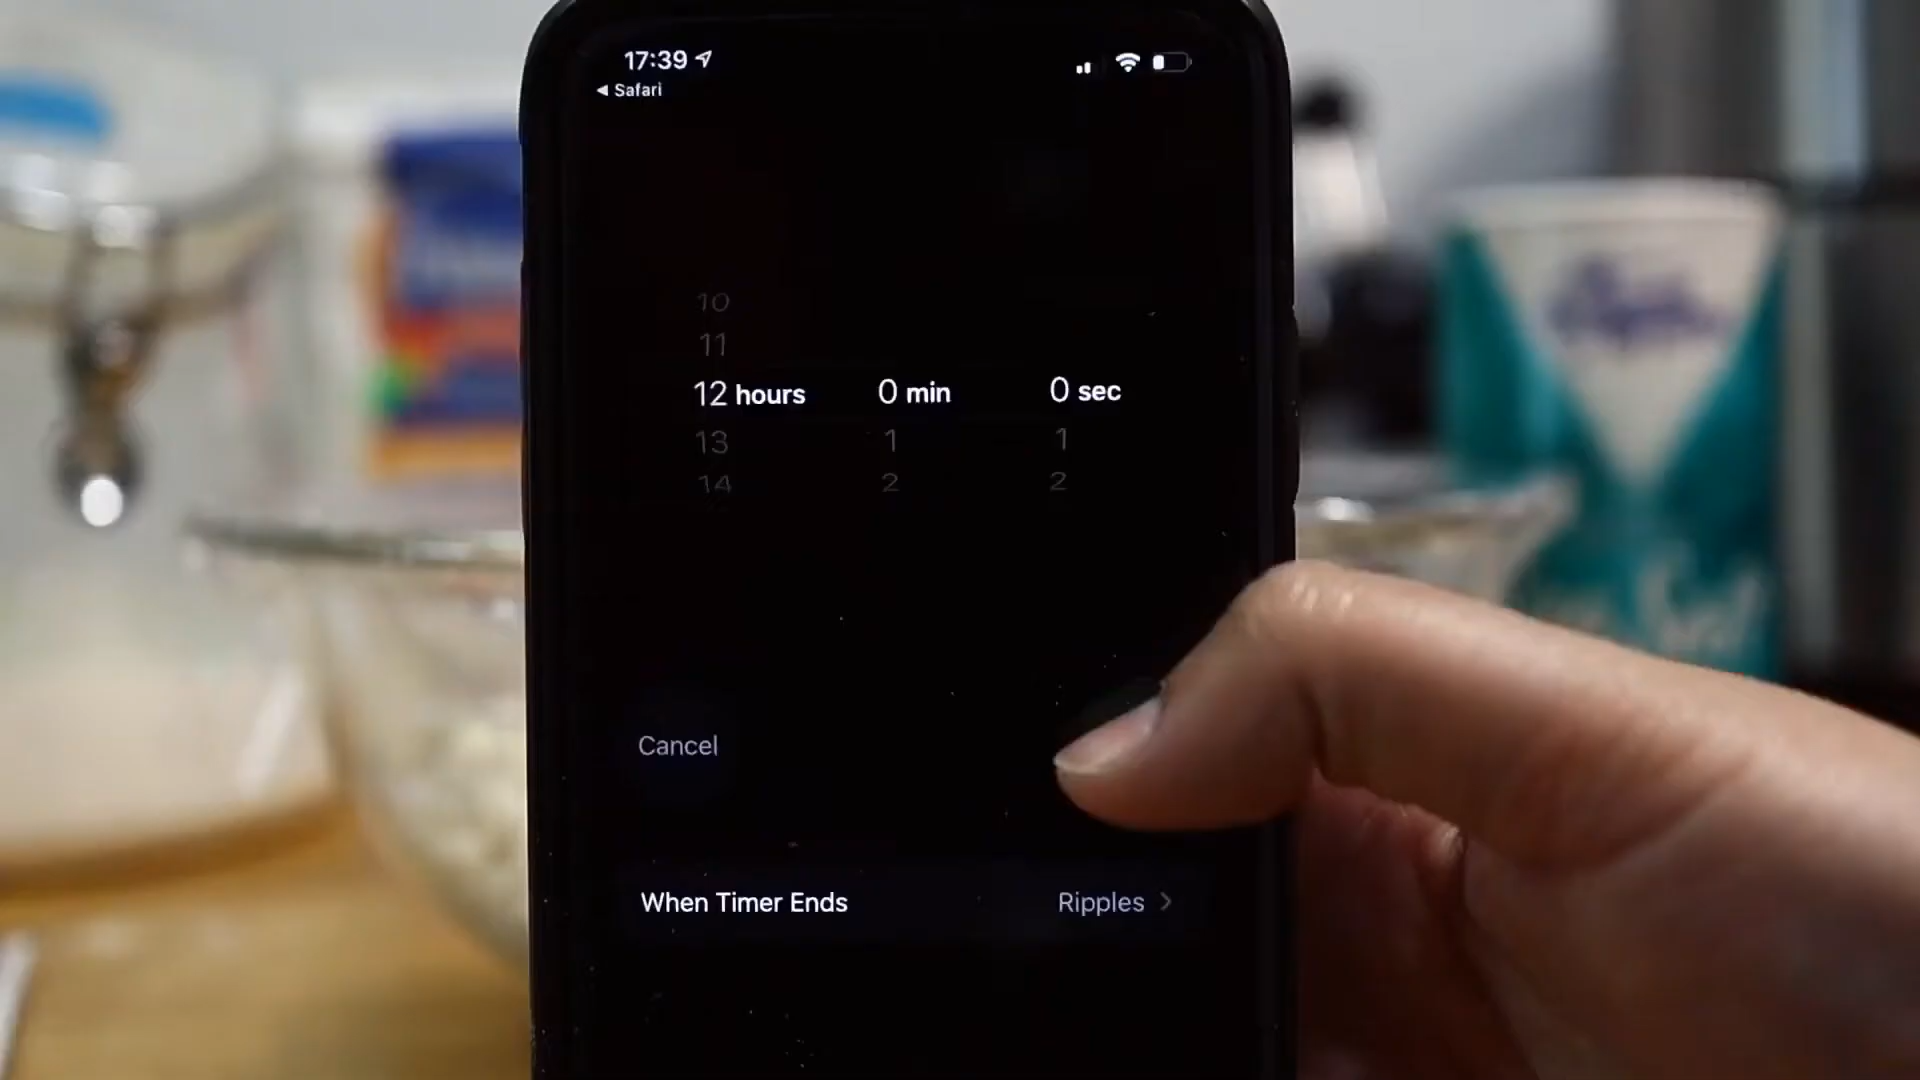 17:39
◀ Safari
10
11
12 hours 0 min 0 sec
13 1 1
14 2 2
Cancel
When Timer Ends Ripples >